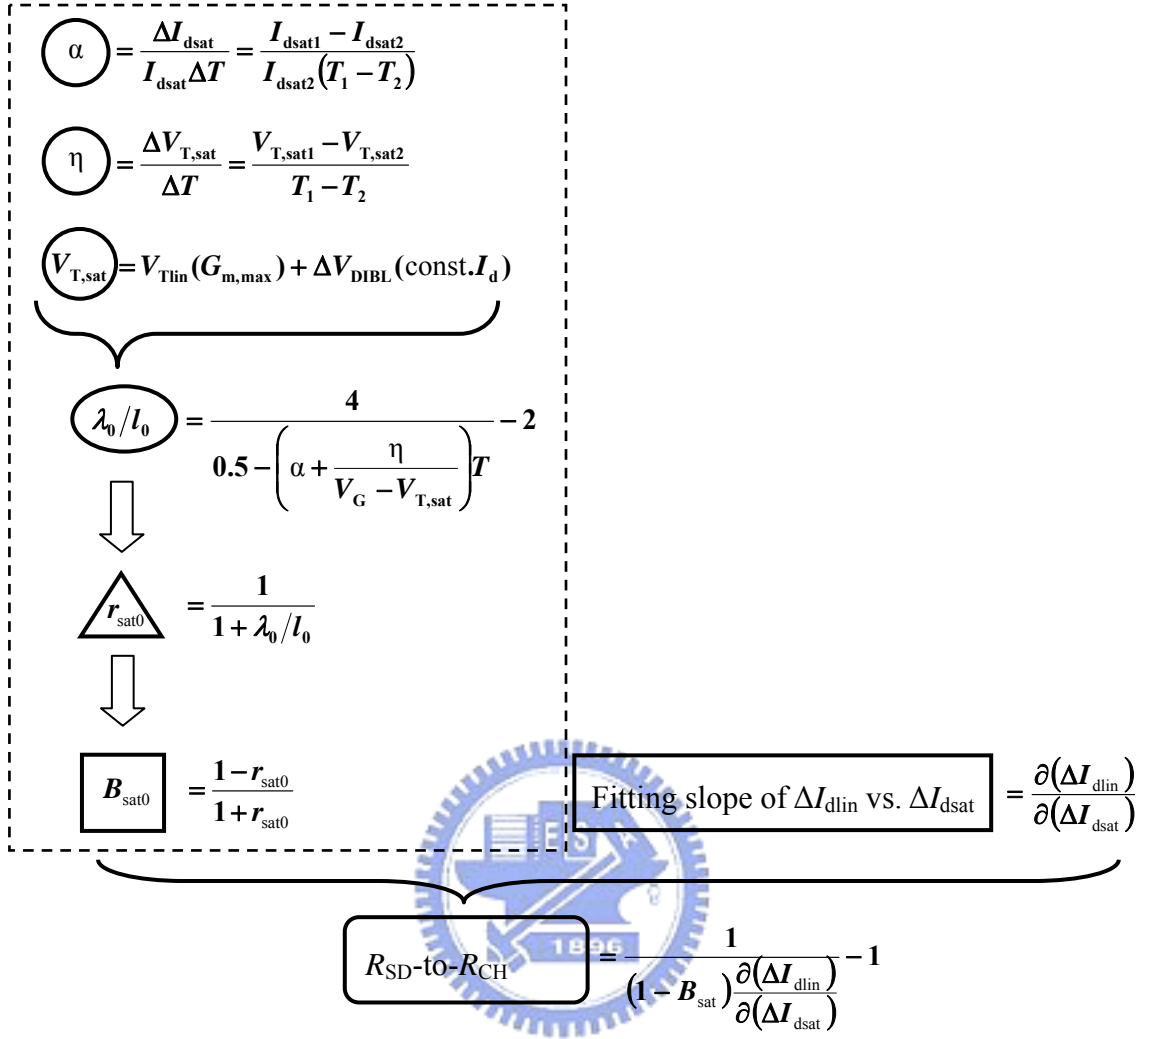 α = ΔI_dsat / (I_dsat ΔT) = (I_dsat1 − I_dsat2) / (I_dsat2 (T_1 − T_2))
η = ΔV_T,sat / ΔT = (V_T,sat1 − V_T,sat2) / (T_1 − T_2)
V_T,sat = V_Tlin (G_m,max) + ΔV_DIBL (const. I_d)
λ_0/l_0 = 4 / (0.5 − (α + η / (V_G − V_T,sat)) T) − 2
r_sat0 = 1 / (1 + λ_0/l_0)
B_sat0 = (1 − r_sat0) / (1 + r_sat0)
Fitting slope of ΔI_dlin vs. ΔI_dsat = ∂(ΔI_dlin) / ∂(ΔI_dsat)
R_SD-to-R_CH = 1 / ((1 − B_sat) ∂(ΔI_dlin) / ∂(ΔI_dsat)) − 1
1896